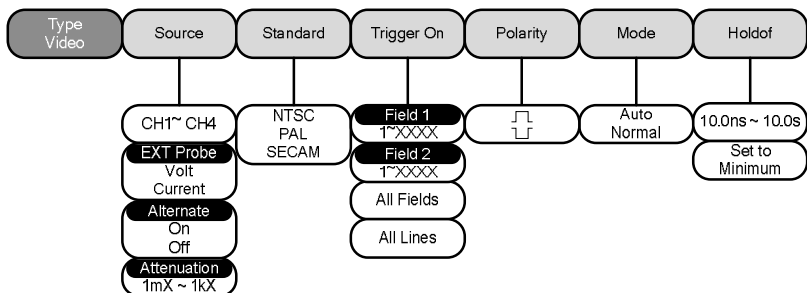 Type
Video
Source
Standard
Trigger On
Polarity
Mode
Holdof
CH1~ CH4
EXT Probe
Volt
Current
Alternate
On
Off
Attenuation
1mX ~ 1kX
NTSC
PAL
SECAM
Field 1
1~XXXX
Field 2
1~XXXX
All Fields
All Lines
Auto
Normal
10.0ns ~ 10.0s
Set to
Minimum